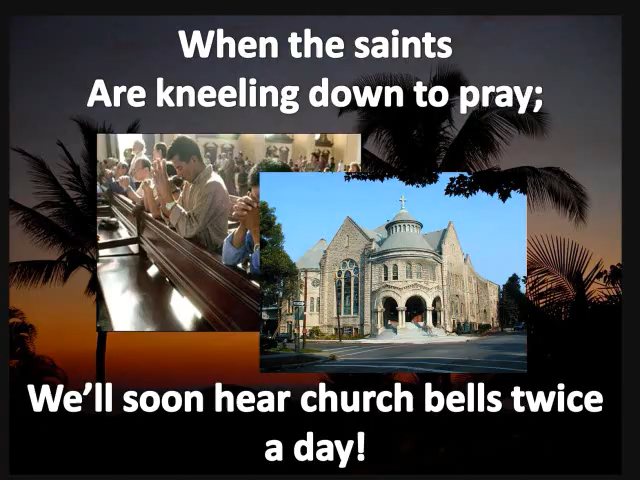 When the saints
Are kneeling down to pray;
We'll soon hear church bells twice
a day!